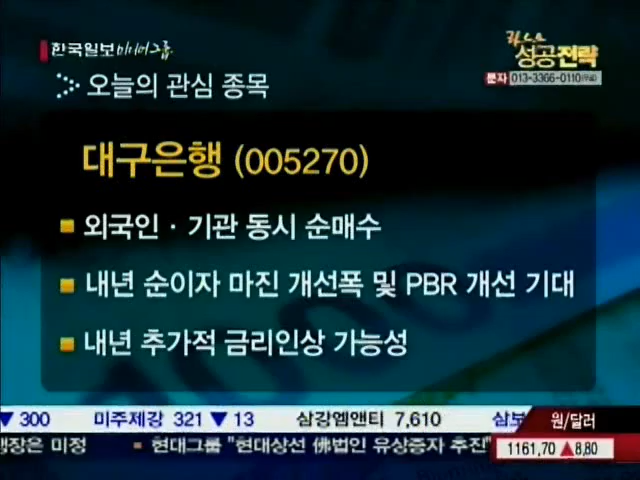 한국일보 미디어그룹
성공전략
오늘의 관심 종목
문자 013-3366-0110(무료)
대구은행 (005270)
외국인 · 기관 동시 순매수
내년 순이자 마진 개선폭 및 PBR 개선 기대
내년 추가적 금리인상 가능성
▼ 300 미주제강 321 ▼ 13 삼강엠앤티 7,610 삼보
원/달러
행장은 미정 ▪ 현대그룹 "현대상선 佛법인 유상증자 추진"
1161,70 ▲8,80